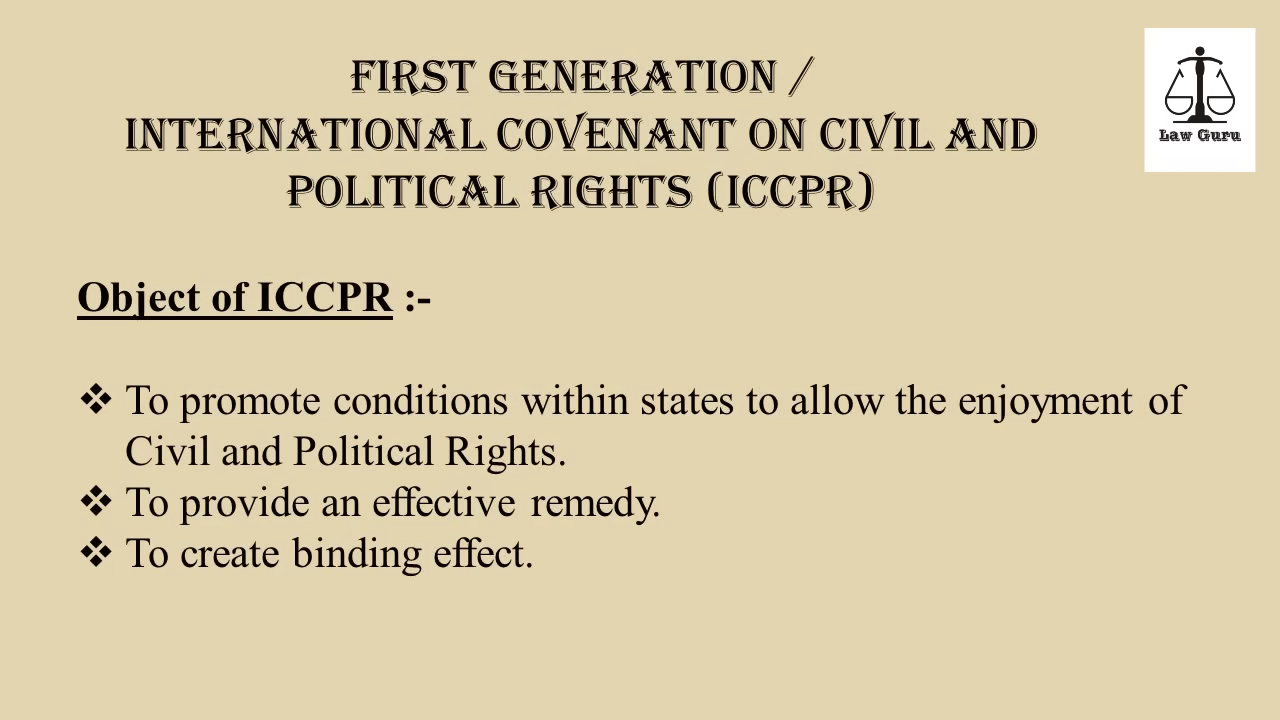 FIRST GENERATION /
INTERNATIONAL COVENANT ON CIVIL AND
POLITICAL RIGHTS (ICCPR)
Law Guru
Object of ICCPR :-
❖ To promote conditions within states to allow the enjoyment of
Civil and Political Rights.
❖ To provide an effective remedy.
❖ To create binding effect.